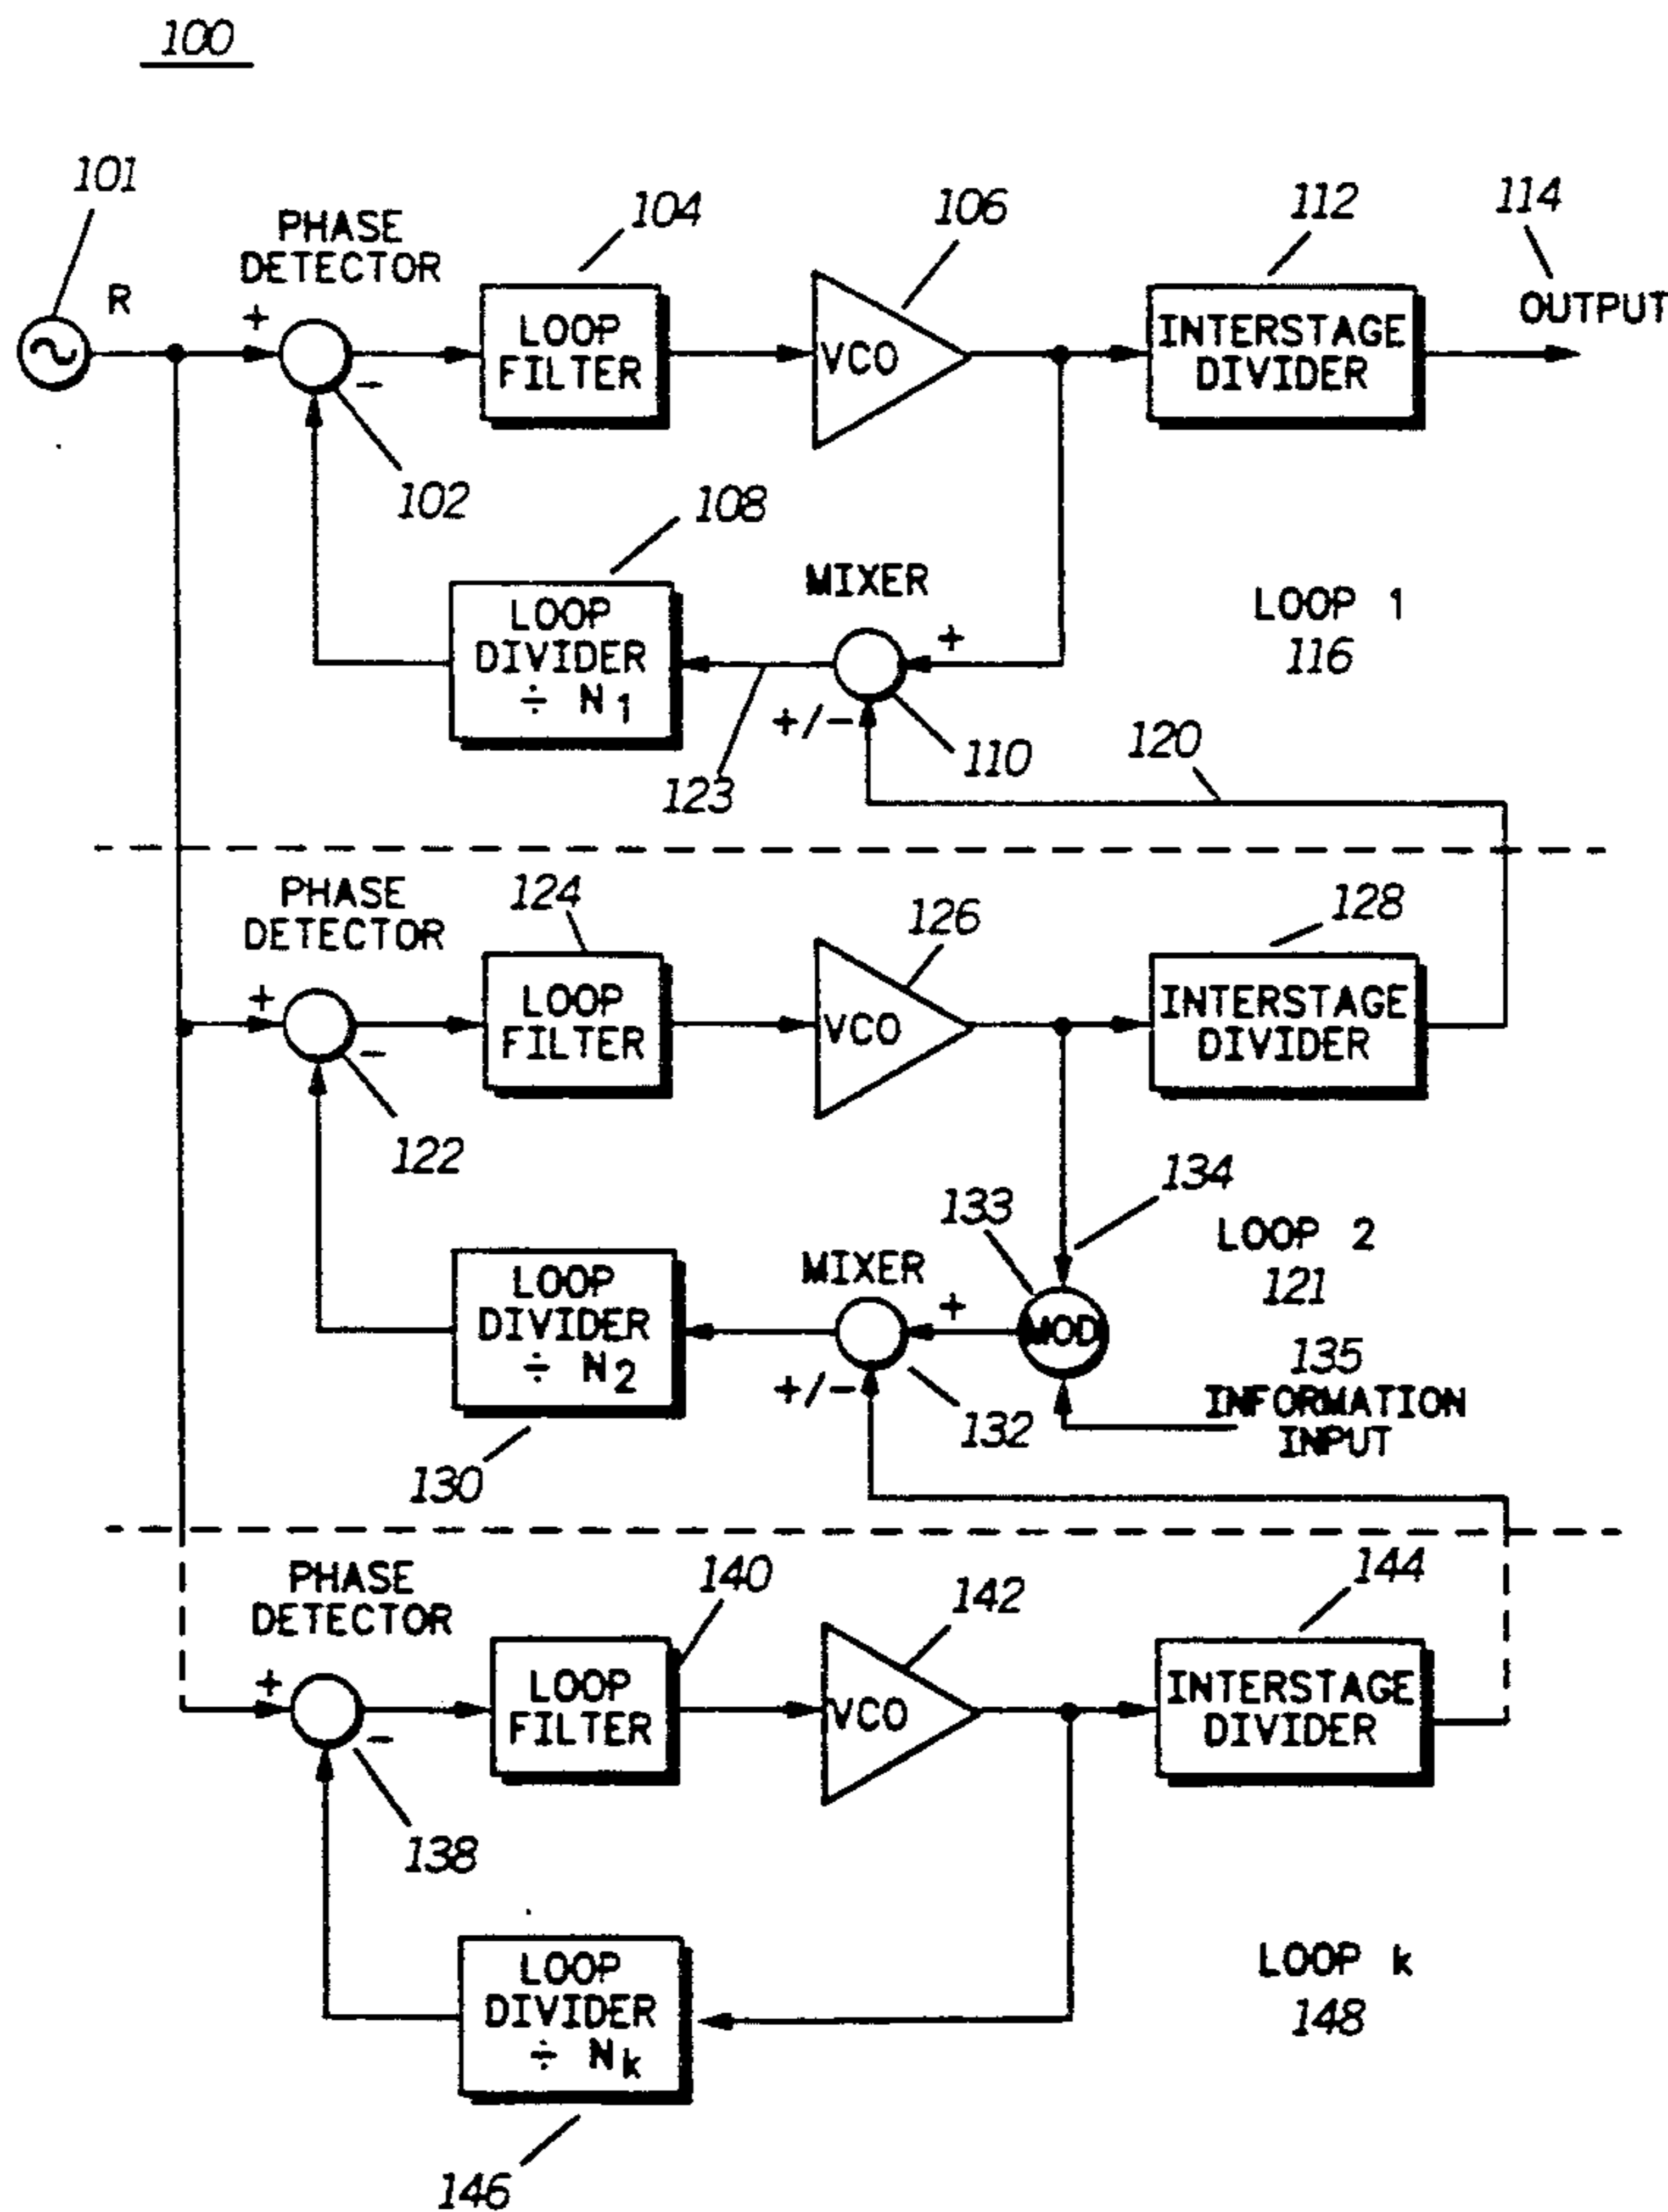 100
101
R
+
PHASE
DETECTOR
-
102
104
LOOP
FILTER
106
VCO
112
INTERSTAGE
DIVIDER
114
OUTPUT
108
LOOP
DIVIDER
÷ N1
MIXER
+
+/-
110
123
120
LOOP 1
116
PHASE
DETECTOR
+
-
122
124
LOOP
FILTER
126
VCO
128
INTERSTAGE
DIVIDER
133
134
MOD
LOOP 2
121
135
INFORMATION
INPUT
MIXER
+
+/-
132
LOOP
DIVIDER
÷ N2
130
PHASE
DETECTOR
+
-
138
140
LOOP
FILTER
142
VCO
144
INTERSTAGE
DIVIDER
LOOP
DIVIDER
÷ Nk
146
LOOP k
148